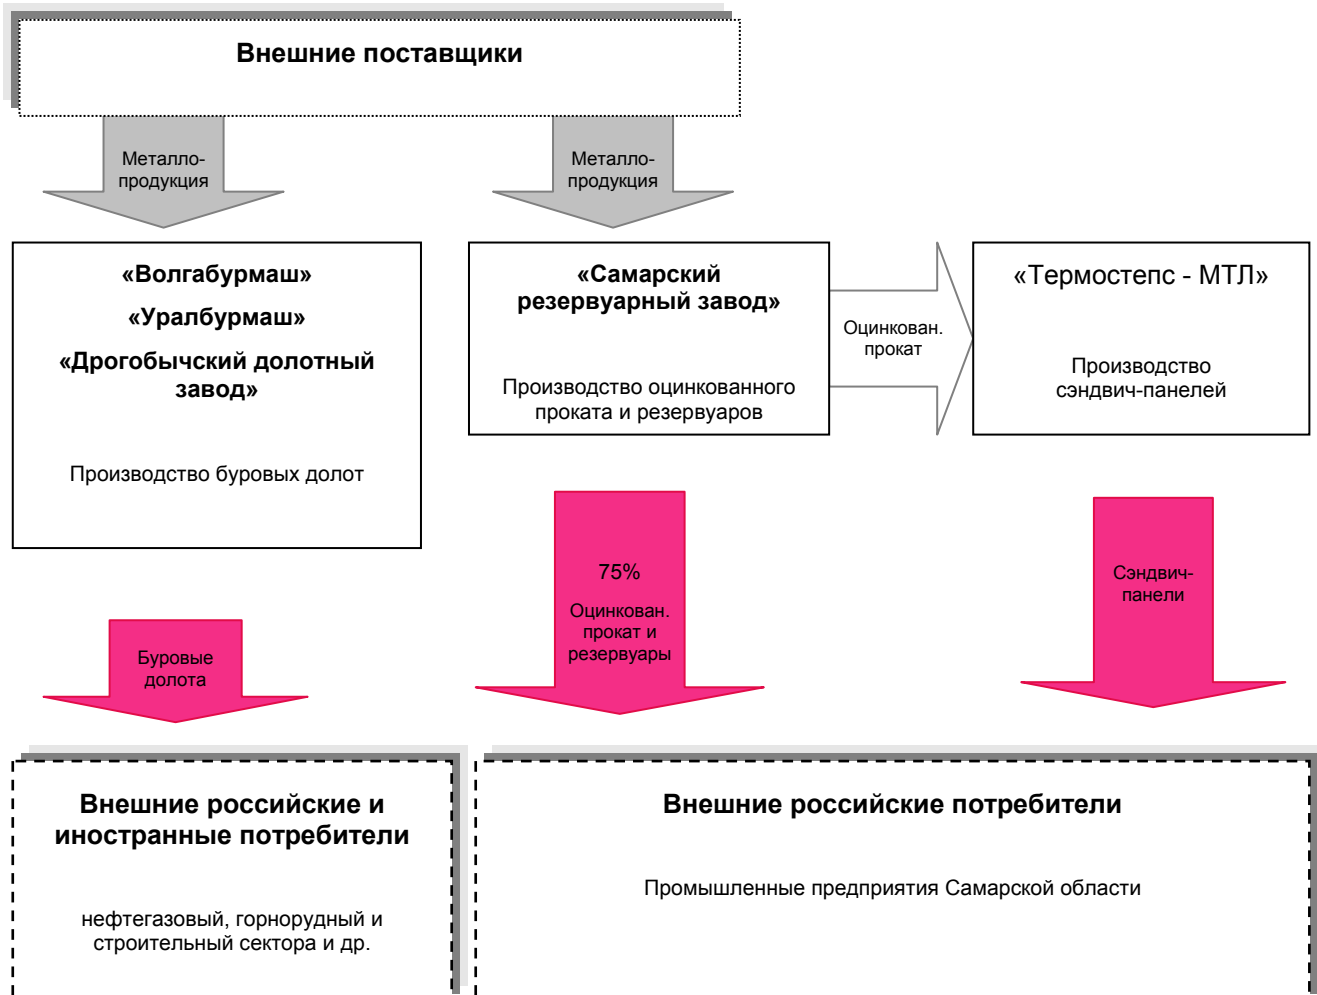 Внешние поставщики
Металло-
продукция
Металло-
продукция
«Волгабурмаш»
«Уралбурмаш»
«Дрогобычский долотный
завод»
Производство буровых долот
«Самарский
резервуарный завод»
Производство оцинкованного
проката и резервуаров
Оцинкован.
прокат
«Термостепс - МТЛ»
Производство
сэндвич-панелей
Буровые
долота
75%
Оцинкован.
прокат и
резервуары
Сэндвич-
панели
Внешние российские и
иностранные потребители
нефтегазовый, горнорудный и
строительный сектора и др.
Внешние российские потребители
Промышленные предприятия Самарской области